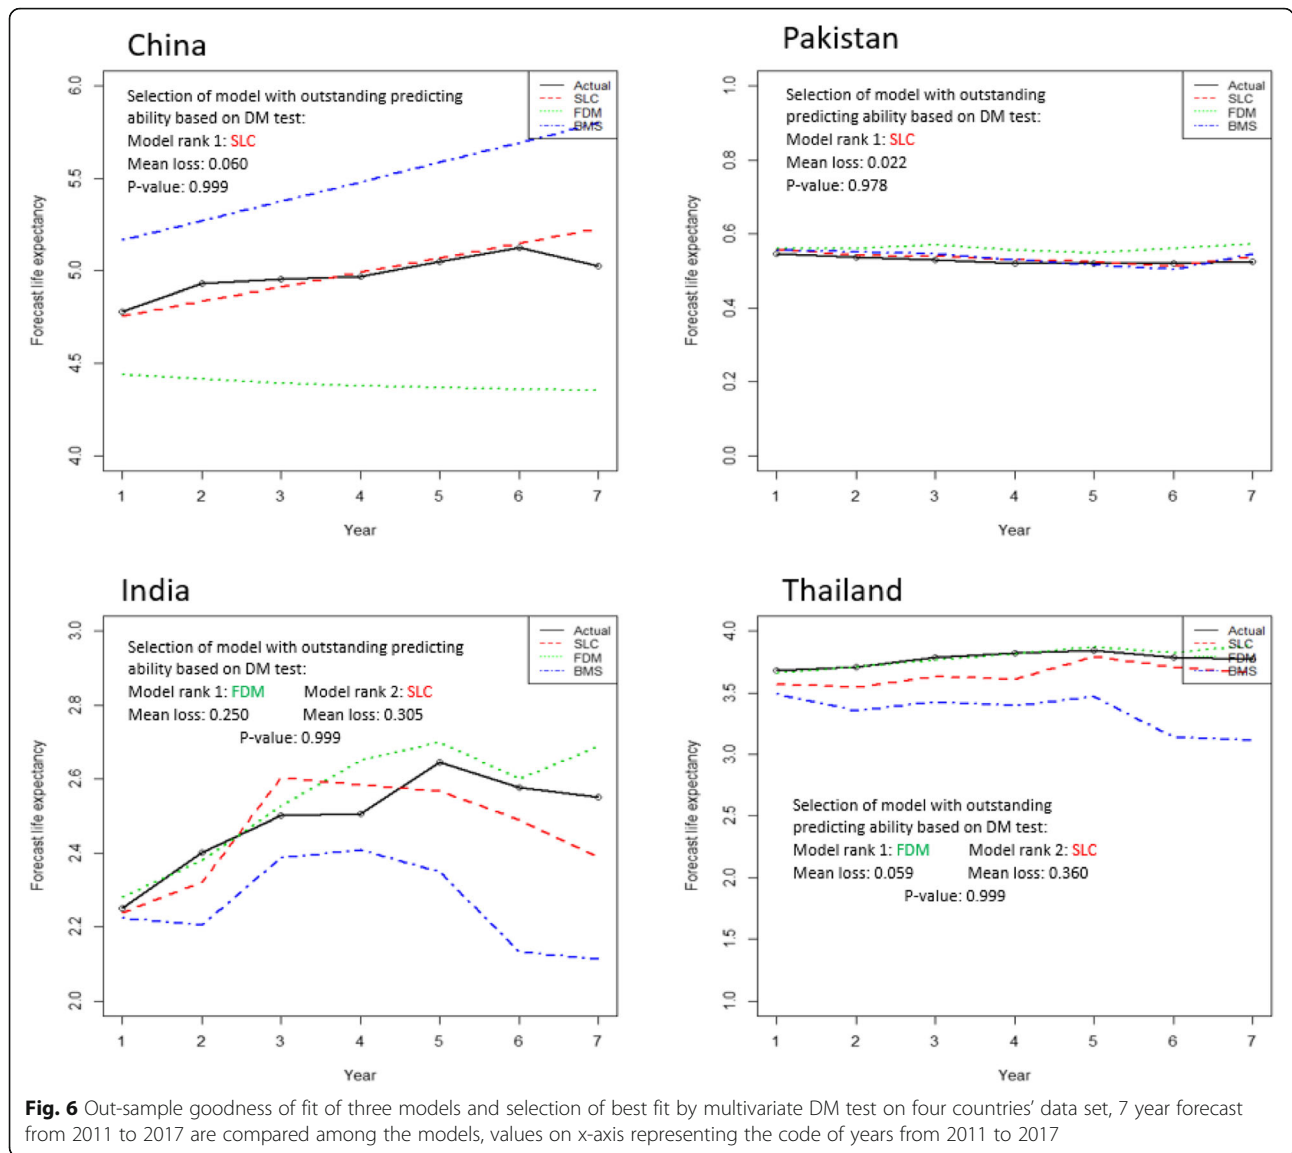 China
6.0
5.5
5.0
4.5
4.0
Forecast life expectancy
Selection of model with outstanding predicting
ability based on DM test:
Model rank 1: SLC
Mean loss: 0.060
P-value: 0.999
Actual
SLC
FDM
BMS
1 2 3 4 5 6 7
Year
Pakistan
1.0
0.8
0.6
0.4
0.2
0.0
Forecast life expectancy
Selection of model with outstanding
predicting ability based on DM test:
Model rank 1: SLC
Mean loss: 0.022
P-value: 0.978
Actual
SLC
FDM
BMS
1 2 3 4 5 6 7
Year
India
3.0
2.8
2.6
2.4
2.2
2.0
Forecast life expectancy
Selection of model with outstanding predicting
ability based on DM test:
Model rank 1: FDM Model rank 2: SLC
Mean loss: 0.250 Mean loss: 0.305
P-value: 0.999
Actual
SLC
FDM
BMS
1 2 3 4 5 6 7
Year
Thailand
4.0
3.5
3.0
2.5
2.0
1.5
1.0
Forecast life expectancy
Actual
SLC
FDM
BMS
Selection of model with outstanding
predicting ability based on DM test:
Model rank 1: FDM Model rank 2: SLC
Mean loss: 0.059 Mean loss: 0.360
P-value: 0.999
1 2 3 4 5 6 7
Year
Fig. 6 Out-sample goodness of fit of three models and selection of best fit by multivariate DM test on four countries' data set, 7 year forecast
from 2011 to 2017 are compared among the models, values on x-axis representing the code of years from 2011 to 2017